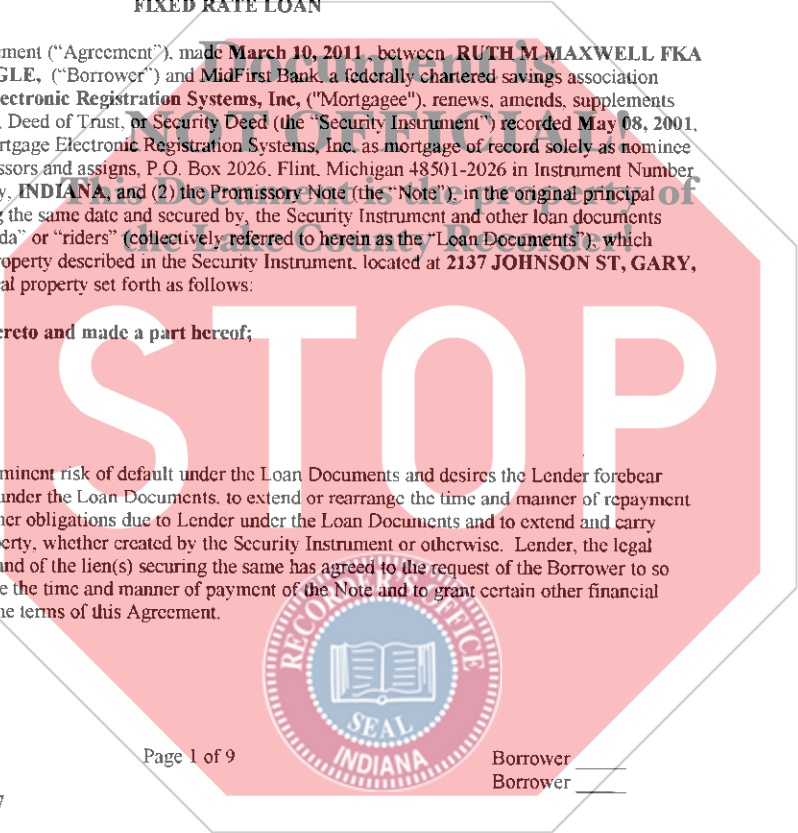 FIXED RATE LOAN
ment (“Agreement”), made March 10, 2011, between RUTH M MAXWELL FKA
GLE, (“Borrower”) and MidFirst Bank, a federally chartered savings association
ectronic Registration Systems, Inc, ("Mortgagee"), renews, amends, supplements
, Deed of Trust, or Security Deed (the “Security Instrument”) recorded May 08, 2001,
rtgage Electronic Registration Systems, Inc. as mortgage of record solely as nominee
ssors and assigns, P.O. Box 2026, Flint, Michigan 48501-2026 in Instrument Number
y, INDIANA, and (2) the Promissory Note (the “Note”), in the original principal
g the same date and secured by, the Security Instrument and other loan documents
da” or “riders” (collectively referred to herein as the “Loan Documents”), which
roperty described in the Security Instrument, located at 2137 JOHNSON ST, GARY,
al property set forth as follows:
Document is
NOT OFFICIAL!
This Document is the property of
the Lake County Recorder!
ereto and made a part hereof;
STOP
minent risk of default under the Loan Documents and desires the Lender forebear
under the Loan Documents, to extend or rearrange the time and manner of repayment
her obligations due to Lender under the Loan Documents and to extend and carry
perty, whether created by the Security Instrument or otherwise. Lender, the legal
and of the lien(s) securing the same has agreed to the request of the Borrower to so
e the time and manner of payment of the Note and to grant certain other financial
he terms of this Agreement.
RECORDER'S OFFICE
SEAL
INDIANA
Page 1 of 9
Borrower ____
Borrower ____
7